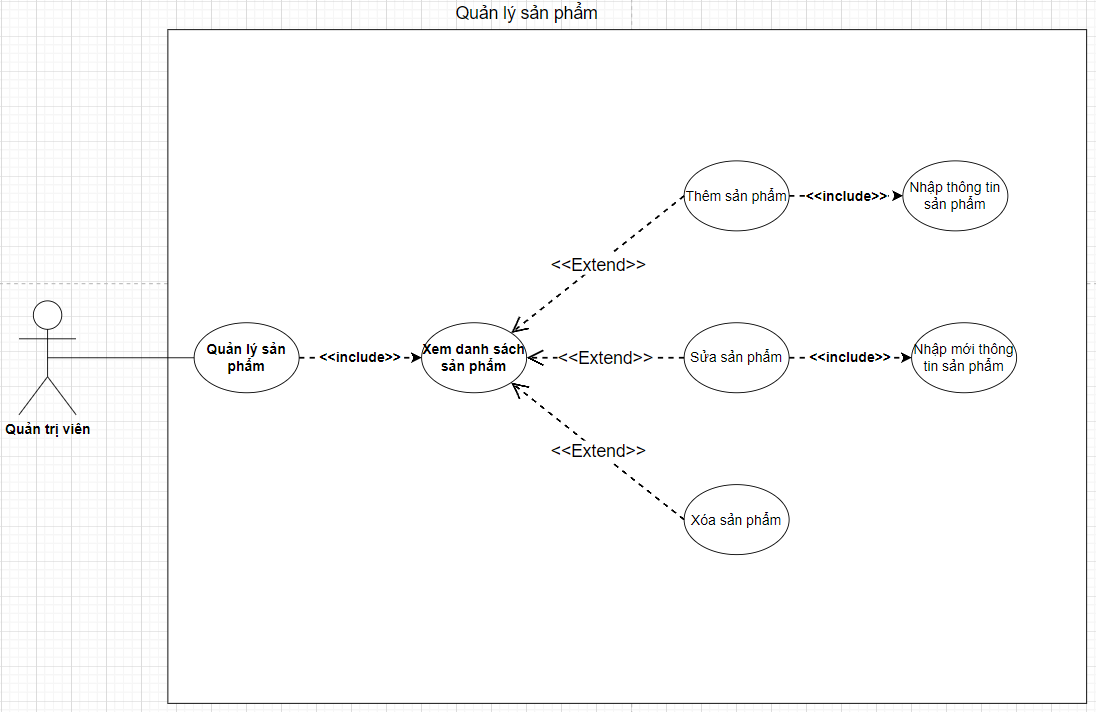 Quản lý sản phẩm
Thêm sản phẩm
<<include>>
Nhập thông tin
sản phẩm
<<Extend>>
Quản lý sản
phẩm
<<include>>
Xem danh sách
sản phẩm
<<Extend>>
Sửa sản phẩm
<<include>>
Nhập mới thông
tin sản phẩm
Quản trị viên
<<Extend>>
Xóa sản phẩm